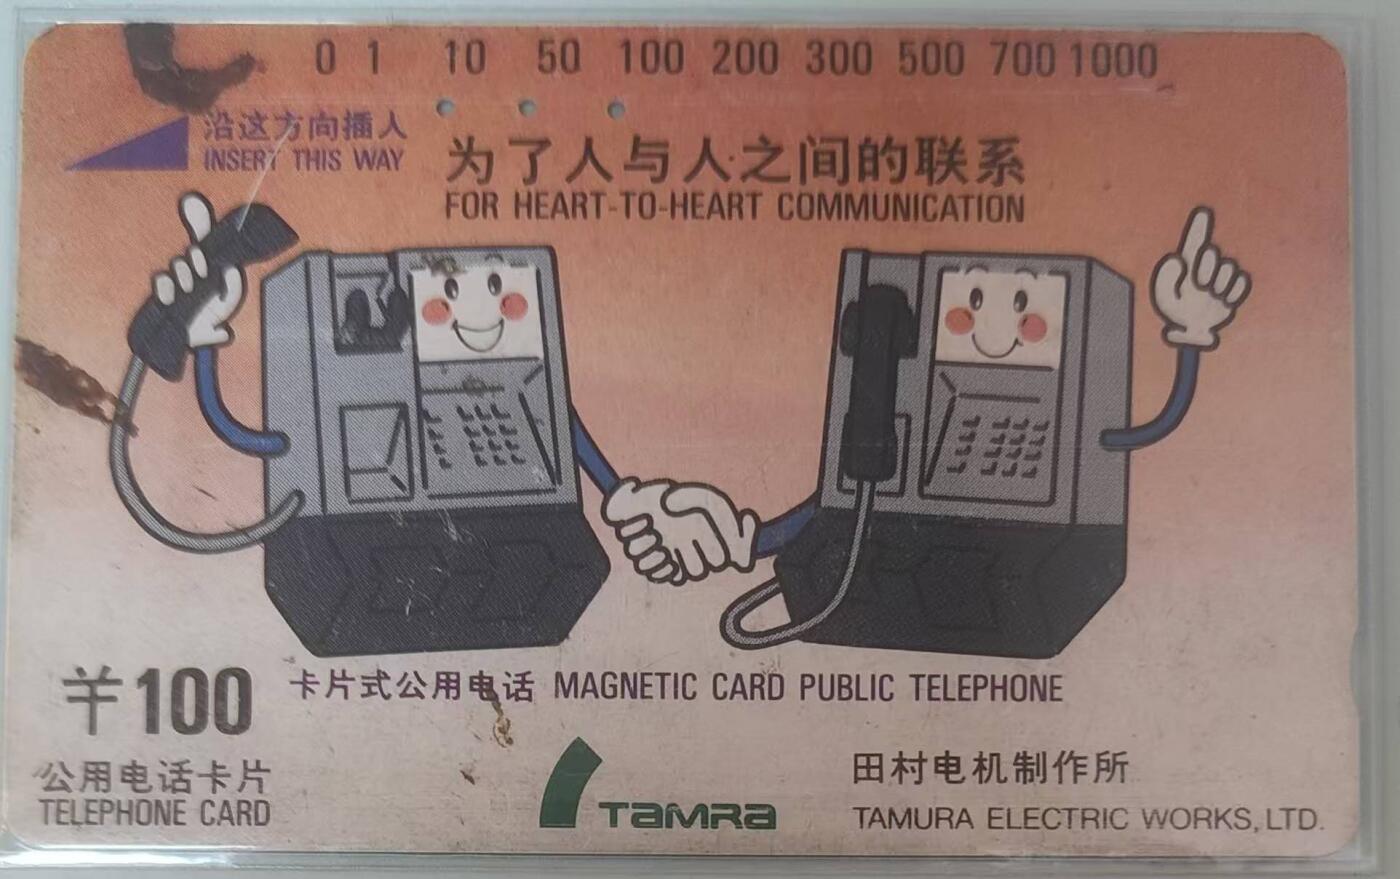 0 1 10 50 100 200 300 500 700 1000
沿这方向插入
INSERT THIS WAY
为了人与人之间的联系
FOR HEART-TO-HEART COMMUNICATION
¥100
卡片式公用电话 MAGNETIC CARD PUBLIC TELEPHONE
公用电话卡片
TELEPHONE CARD
TAMRA
田村电机制作所
TAMURA ELECTRIC WORKS, LTD.